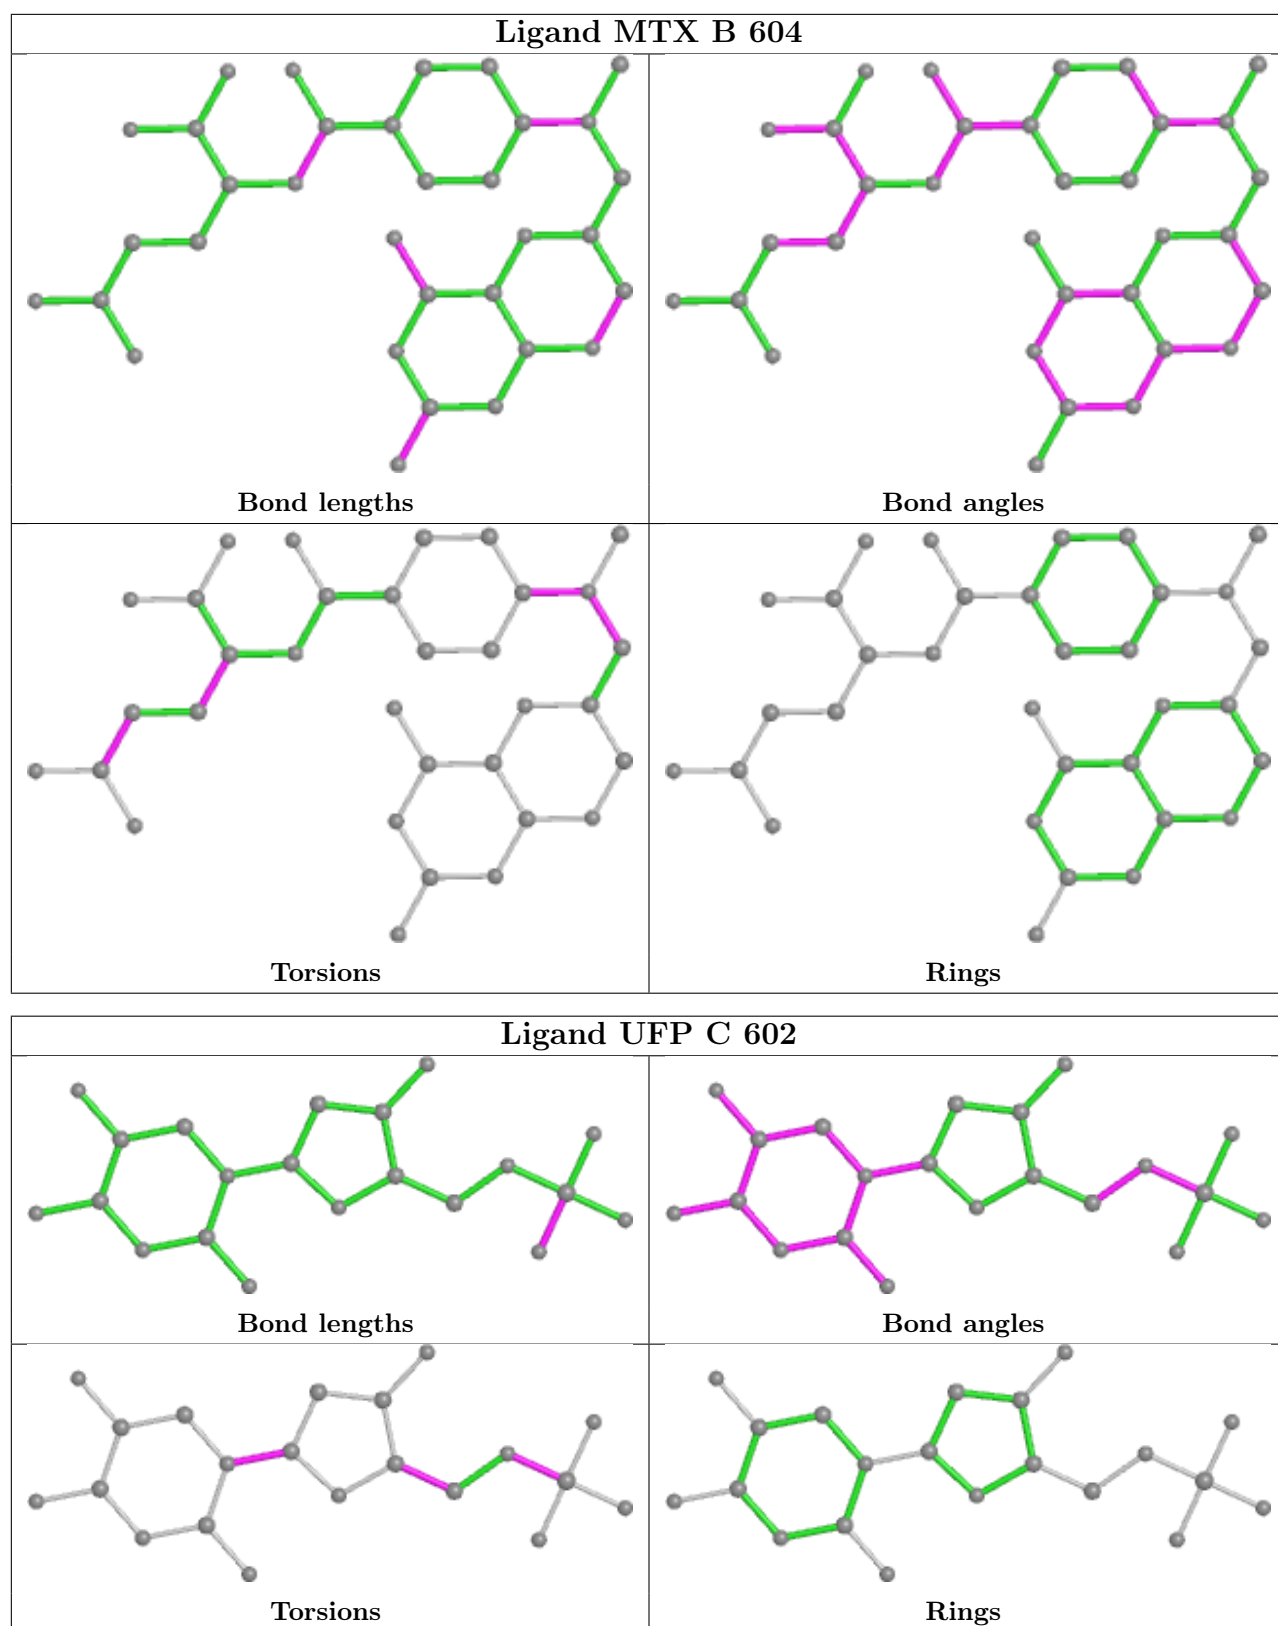 Ligand MTX B 604
Bond lengths
Bond angles
Torsions
Rings
Ligand UFP C 602
Bond lengths
Bond angles
Torsions
Rings